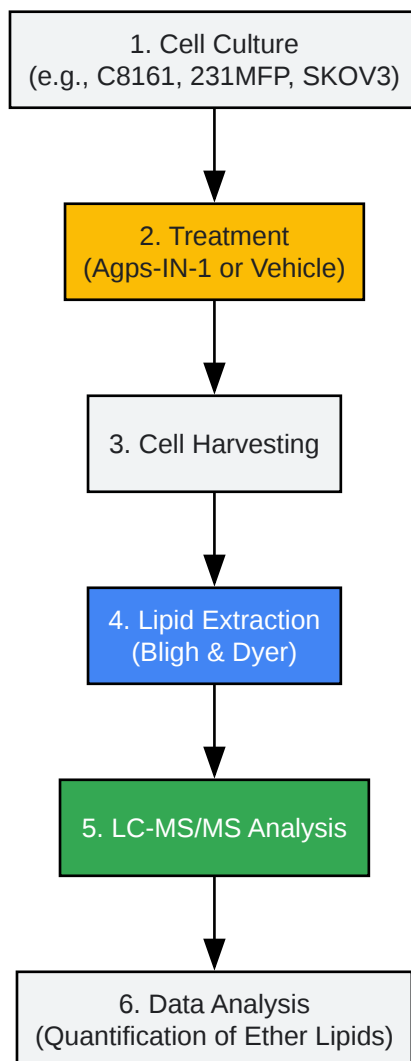 1. Cell Culture
(e.g., C8161, 231MFP, SKOV3)
2. Treatment
(Agps-IN-1 or Vehicle)
3. Cell Harvesting
4. Lipid Extraction
(Bligh & Dyer)
5. LC-MS/MS Analysis
6. Data Analysis
(Quantification of Ether Lipids)